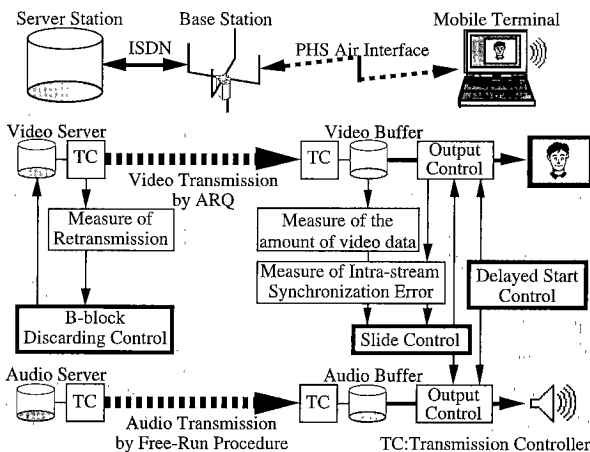 Server Station
Base Station
Mobile Terminal
ISDN
PHS Air Interface
Video Server
Video Buffer
TC
TC
Output
Control
Video Transmission
by ARQ
Measure of
Retransmission
Measure of the
amount of video data
Measure of Intra-stream
Synchronization Error
Delayed Start
Control
B-block
Discarding Control
Slide Control
Audio Server
Audio Buffer
TC
TC
Output
Control
Audio Transmission
by Free-Run Procedure
TC:Transmission Controller